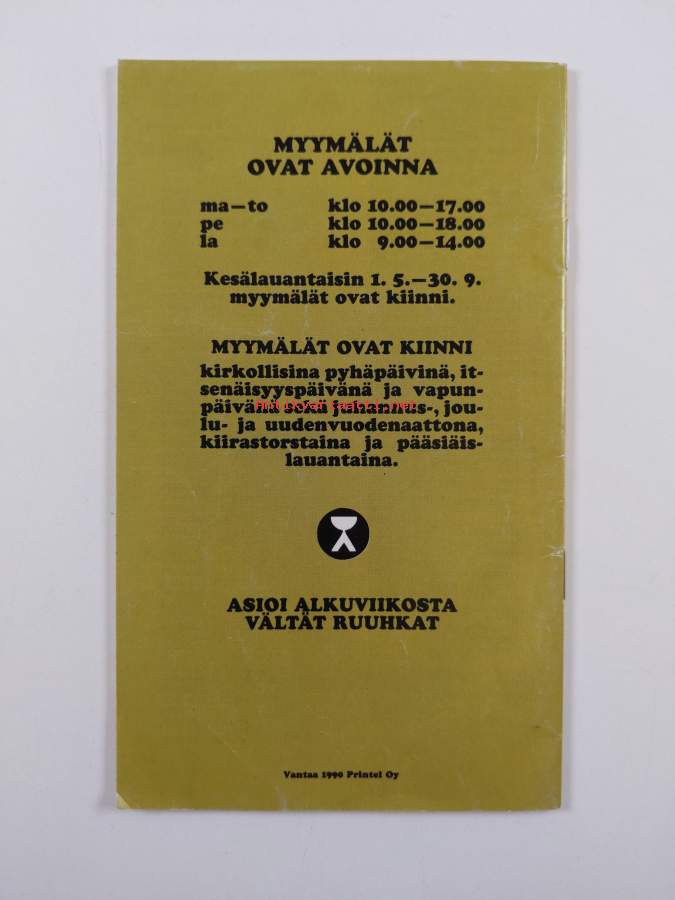 MYYMÄLÄT
OVAT AVOINNA
ma—to klo 10.00—17.00
pe klo 10.00—18.00
la klo 9.00—14.00
Kesälauantaisin 1. 5.—30. 9.
myymälät ovat kiinni.
MYYMÄLÄT OVAT KIINNI
kirkollisina pyhäpäivinä, it-
senäisyyspäivänä ja vapun-
päivänä sekä juhannus-, jou-
lu- ja uudenvuodenaattona,
kiirastorstaina ja pääsiäis-
lauantaina.
ASIOI ALKUVIIKOSTA
VÄLTÄT RUUHKAT
Vantaa 1990 Printel Oy